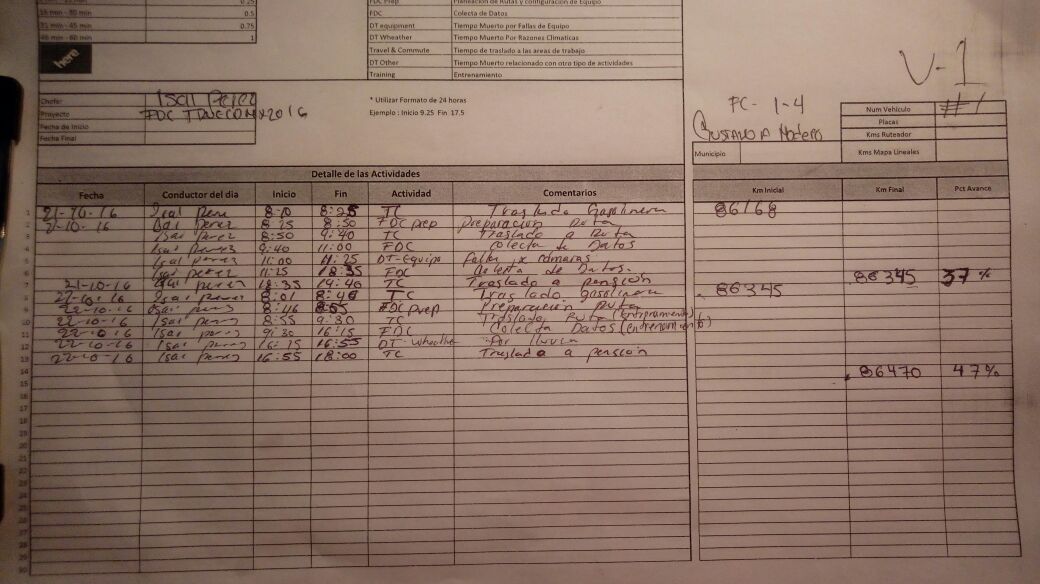 0.25
FDC Prep Planeacion de Rutas y configuracion de Equipo
16 min - 30 min 0.5 FDC Colecta de Datos
31 min - 45 min 0.75 DT equipment Tiempo Muerto por Fallas de Equipo
46 min - 60 min 1 DT Wheather Tiempo Muerto Por Razones Climaticas
here Travel & Commute Tiempo de traslado a las areas de trabajo
DT Other Tiempo Muerto relacionado con otro tipo de actividades
Training Entrenamiento
V-1
Chofer Isai Perez
Proyecto FDC 2016
Fecha de Inicio
Fecha Final
* Utilizar Formato de 24 horas
Ejemplo : Inicio 9.25 Fin 17.5
PC- 1-4
Gustavo A Madero
Municipio
Num Vehículo #1
Placas
Kms Ruteador
Kms Mapa Lineales
Detalle de las Actividades
Fecha Conductor del dia Inicio Fin Actividad Comentarios Km Inicial Km Final Pct Avance
1 21-10-16 Isai Perez 8:10 8:25 TC Traslado Gasolinera 86168
2 21-10-16 Isai Perez 8:25 8:50 FDC prep Preparacion Ruta
3 Isai Perez 8:50 9:40 TC Traslado a Ruta
4 Isai Perez 9:40 11:00 FDC Colecta de Datos
5 Isai Perez 11:00 11:25 DT-Equipo Falla x camaras
6 Isai Perez 11:25 18:35 FDC Colecta de Datos.
7 21-10-16 Isai Perez 18:35 19:40 TC Traslado a pensión 86345 37%
8 22-10-16 Isai Perez 8:01 8:46 TC traslado gasolinera 86345
9 22-10-16 Isai Perez 8:46 8:55 FDC prep Preparacion Ruta
10 22-10-16 Isai Perez 8:55 9:30 TC Traslado Ruta (entrenamiento)
11 22-10-16 Isai Perez 9:30 16:15 FDC Colecta Datos (entrenamiento)
12 22-10-16 Isai Perez 16:15 16:55 DT-Wheather Por lluvia
13 22-10-16 Isai Perez 16:55 18:00 TC Traslado a pensión
14 86470 47%
15
16
17
18
19
20
21
22
23
24
25
26
27
28
29
30